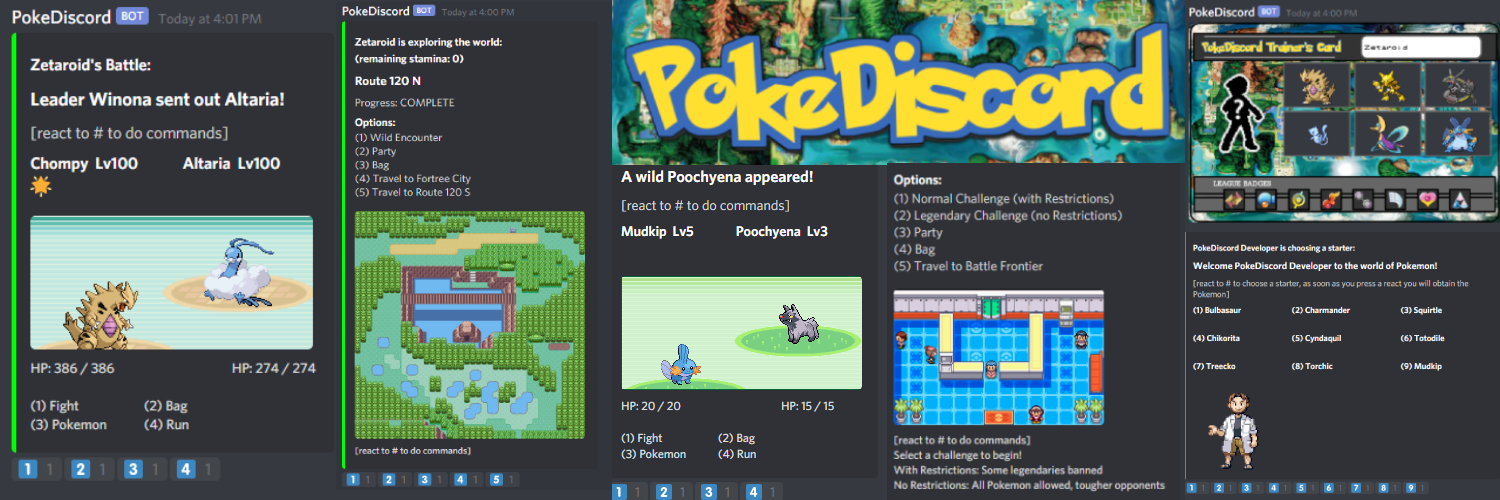 PokeDiscord BOT Today at 4:01 PM
Zetaroid's Battle:
Leader Winona sent out Altaria!
[react to # to do commands]
Chompy Lv100 Altaria Lv100
HP: 386 / 386 HP: 274 / 274
(1) Fight (2) Bag
(3) Pokemon (4) Run
1 1 2 1 3 1 4 1
PokeDiscord BOT Today at 4:00 PM
Zetaroid is exploring the world:
(remaining stamina: 0)
Route 120 N
Progress: COMPLETE
Options:
(1) Wild Encounter
(2) Party
(3) Bag
(4) Travel to Fortree City
(5) Travel to Route 120 S
[react to # to do commands]
1 1 2 1 3 1 4 1 5 1
PokeDiscord
A wild Poochyena appeared!
[react to # to do commands]
Mudkip Lv5 Poochyena Lv3
HP: 20 / 20 HP: 15 / 15
(1) Fight (2) Bag
(3) Pokemon (4) Run
1 1 2 1 3 1 4 1
Options:
(1) Normal Challenge (with Restrictions)
(2) Legendary Challenge (no Restrictions)
(3) Party
(4) Bag
(5) Travel to Battle Frontier
[react to # to do commands]
Select a challenge to begin!
With Restrictions: Some legendaries banned
No Restrictions: All Pokemon allowed, tougher opponents
PokeDiscord BOT Today at 4:00 PM
PokeDiscord Trainer's Card Zetaroid
?
LEAGUE BADGES
PokeDiscord Developer is choosing a starter:
Welcome PokeDiscord Developer to the world of Pokemon!
[react to # to choose a starter, as soon as you press a react you will obtain the
Pokemon]
(1) Bulbasaur (2) Charmander (3) Squirtle
(4) Chikorita (5) Cyndaquil (6) Totodile
(7) Treecko (8) Torchic (9) Mudkip
1 1 2 1 3 1 4 1 5 1 6 1 7 1 8 1 9 1